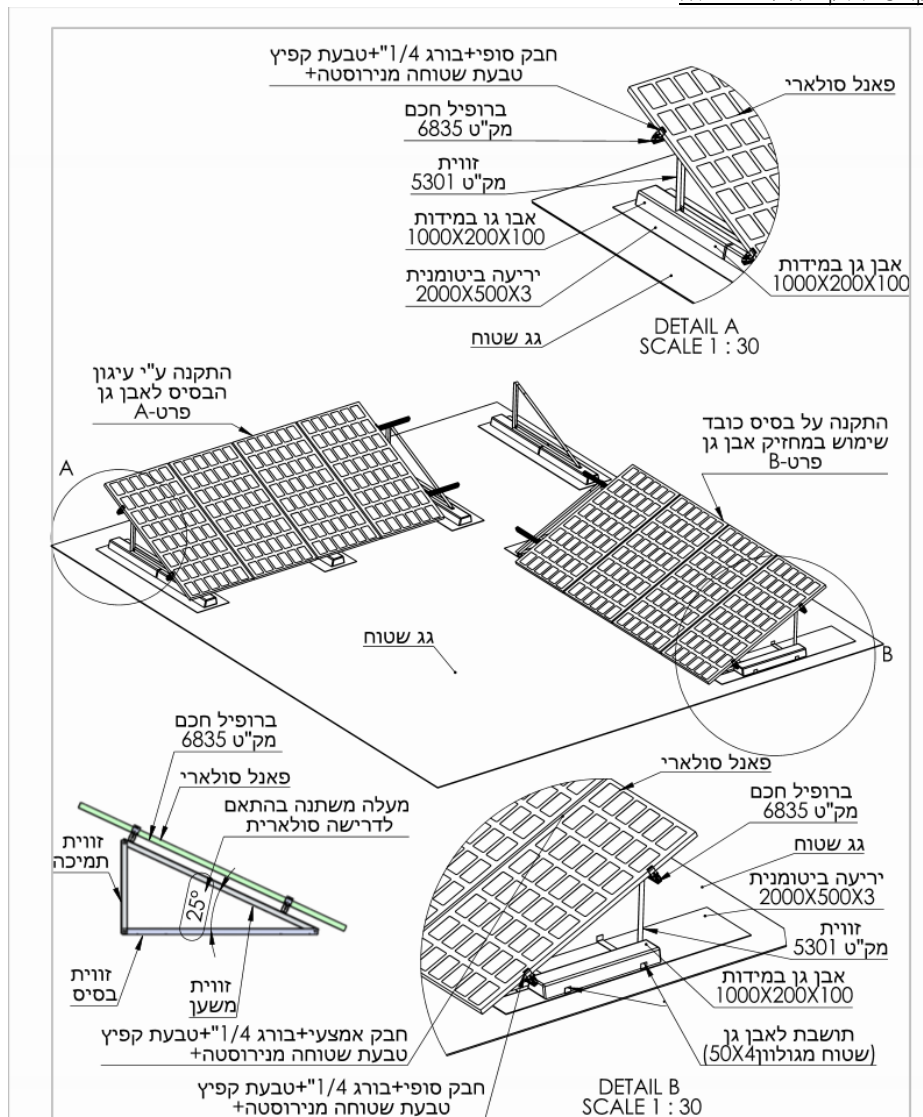 חבק סופי+בורג 1/4"+טבעת קפיץ
טבעת שטוחה מנירוסטה+
פאנל סולארי
ברופיל חכם
מק"ט 6835
זווית
מק"ט 5301
אבו גו במידות
1000X200X100
יריעה ביטומנית
2000X500X3
אבן גן במידות
1000X200X100
גג שטוח
DETAIL A
SCALE 1 : 30
התקנה ע"י עיגון
הבסיס לאבן גן
פרט-A
התקנה על בסיס כובד
שימוש במחזיק אבן גן
פרט-B
A
B
גג שטוח
ברופיל חכם
מק"ט 6835
פאנל סולארי
מעלה משתנה בהתאם
לדרישה סולארית
זווית
תמיכה
25°
זווית
בסיס
זווית
משען
פאנל סולארי
ברופיל חכם
מק"ט 6835
גג שטוח
יריעה ביטומנית
2000X500X3
זווית
מק"ט 5301
אבן גן במידות
1000X200X100
תושבת לאבן גן
(שטוח מגולוון50X4)
חבק אמצעי+בורג 1/4"+טבעת קפיץ
טבעת שטוחה מנירוסטה+
חבק סופי+בורג 1/4"+טבעת קפיץ
טבעת שטוחה מנירוסטה+
DETAIL B
SCALE 1 : 30